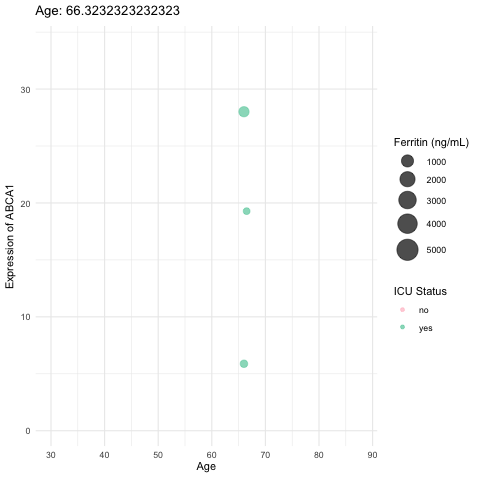 Age: 66.3232323232323
Expression of ABCA1
30
20
10
0
30 40 50 60 70 80 90
Age
Ferritin (ng/mL)
1000
2000
3000
4000
5000
ICU Status
no
yes